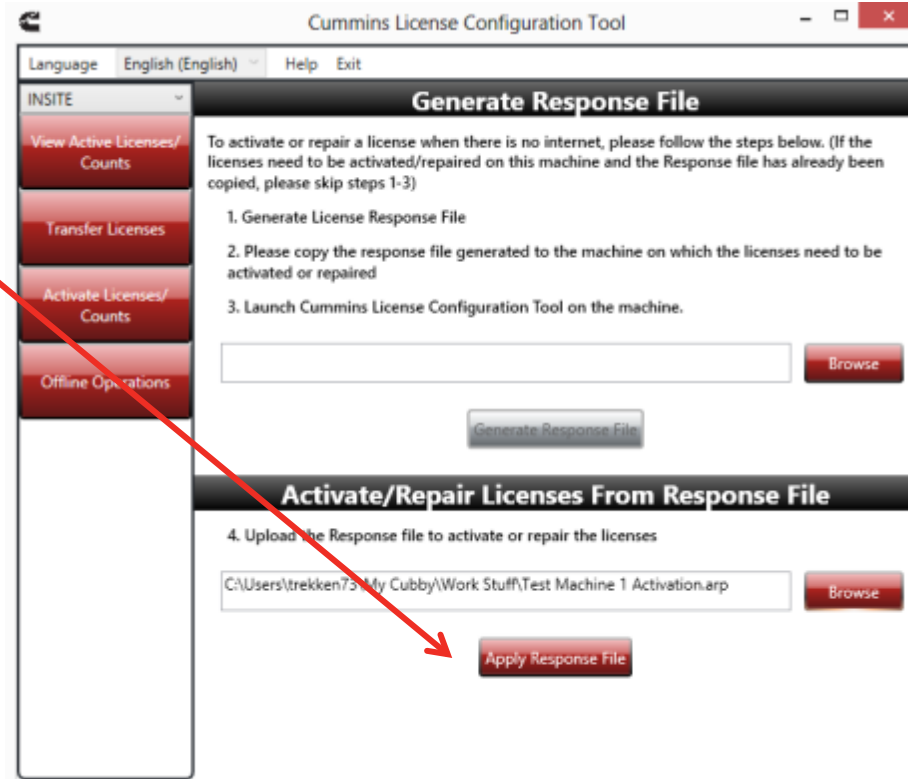 Cummins License Configuration Tool
Language English (English) Help Exit
INSITE
View Active Licenses/
Counts
Transfer Licenses
Activate Licenses/
Counts
Offline Operations
Generate Response File
To activate or repair a license when there is no internet, please follow the steps below. (If the
licenses need to be activated/repaired on this machine and the Response file has already been
copied, please skip steps 1-3)
1. Generate License Response File
2. Please copy the response file generated to the machine on which the licenses need to be
activated or repaired
3. Launch Cummins License Configuration Tool on the machine.
Browse
Generate Response File
Activate/Repair Licenses From Response File
4. Upload the Response file to activate or repair the licenses
C:\Users\trekken73\My Cubby\Work Stuff\Test Machine 1 Activation.arp
Browse
Apply Response File